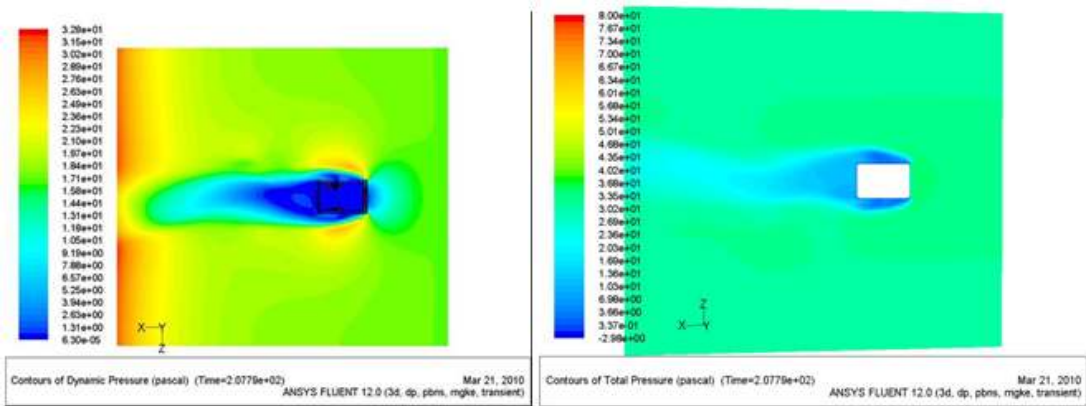 3.28e+01
3.15e+01
3.02e+01
2.89e+01
2.76e+01
2.63e+01
2.49e+01
2.36e+01
2.23e+01
2.10e+01
1.97e+01
1.84e+01
1.71e+01
1.58e+01
1.44e+01
1.31e+01
1.18e+01
1.05e+01
9.19e+00
7.88e+00
6.57e+00
5.25e+00
3.94e+00
2.63e+00
1.31e+00
6.30e-05
X Y
Z
Contours of Dynamic Pressure (pascal) (Time=2.0779e+02) Mar 21, 2010
ANSYS FLUENT 12.0 (3d, dp, pbns, rngke, transient)
8.00e+01
7.67e+01
7.34e+01
7.00e+01
6.67e+01
6.34e+01
6.01e+01
5.68e+01
5.34e+01
5.01e+01
4.68e+01
4.35e+01
4.02e+01
3.68e+01
3.35e+01
3.02e+01
2.69e+01
2.36e+01
2.03e+01
1.69e+01
1.36e+01
1.03e+01
6.98e+00
3.66e+00
3.37e-01
-2.98e+00
Z
X Y
Contours of Total Pressure (pascal) (Time=2.0779e+02) Mar 21, 2010
ANSYS FLUENT 12.0 (3d, dp, pbns, rngke, transient)